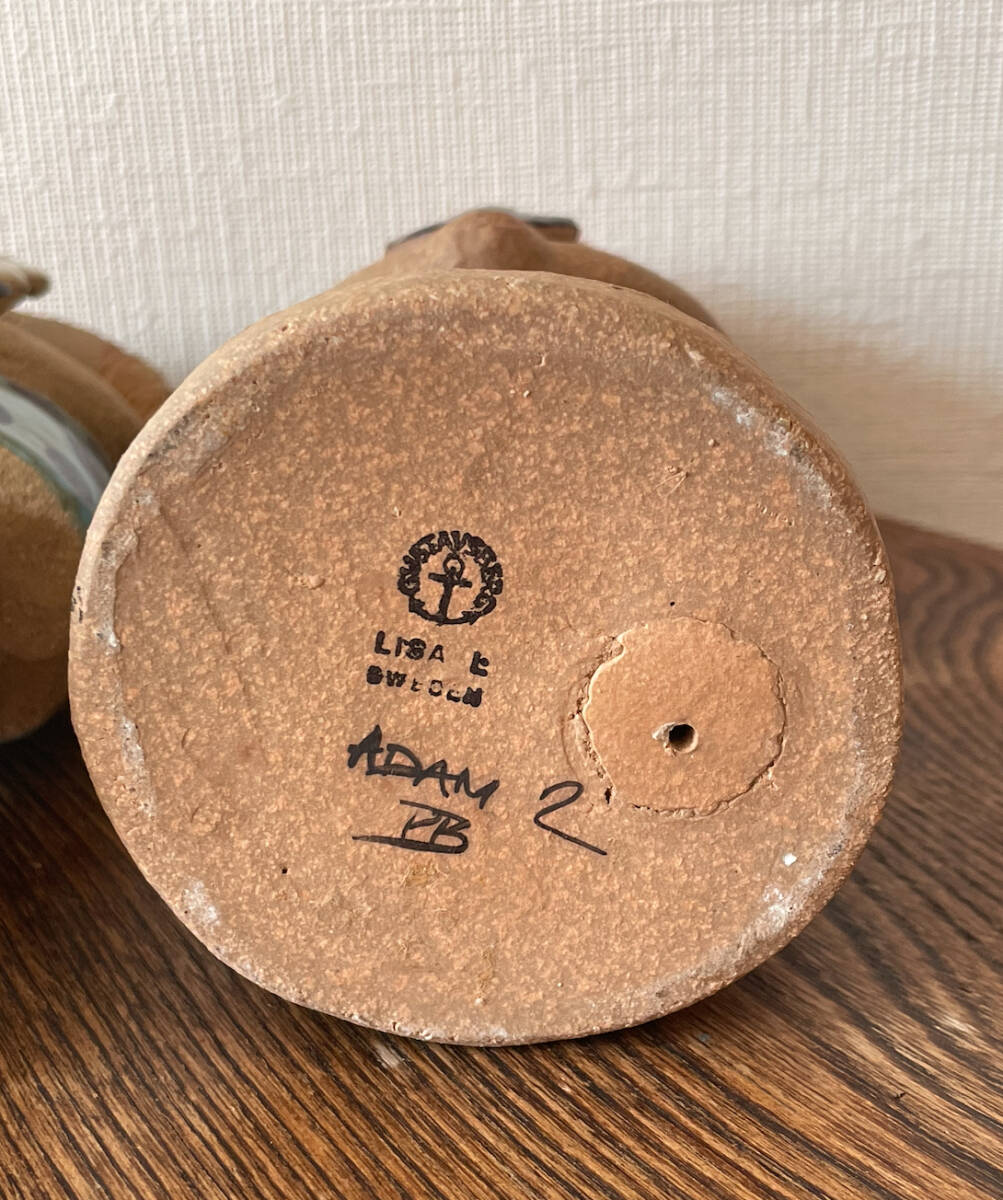 GUSTAVSBERG
LISA L
SWEDEN
ADAM 2
PB